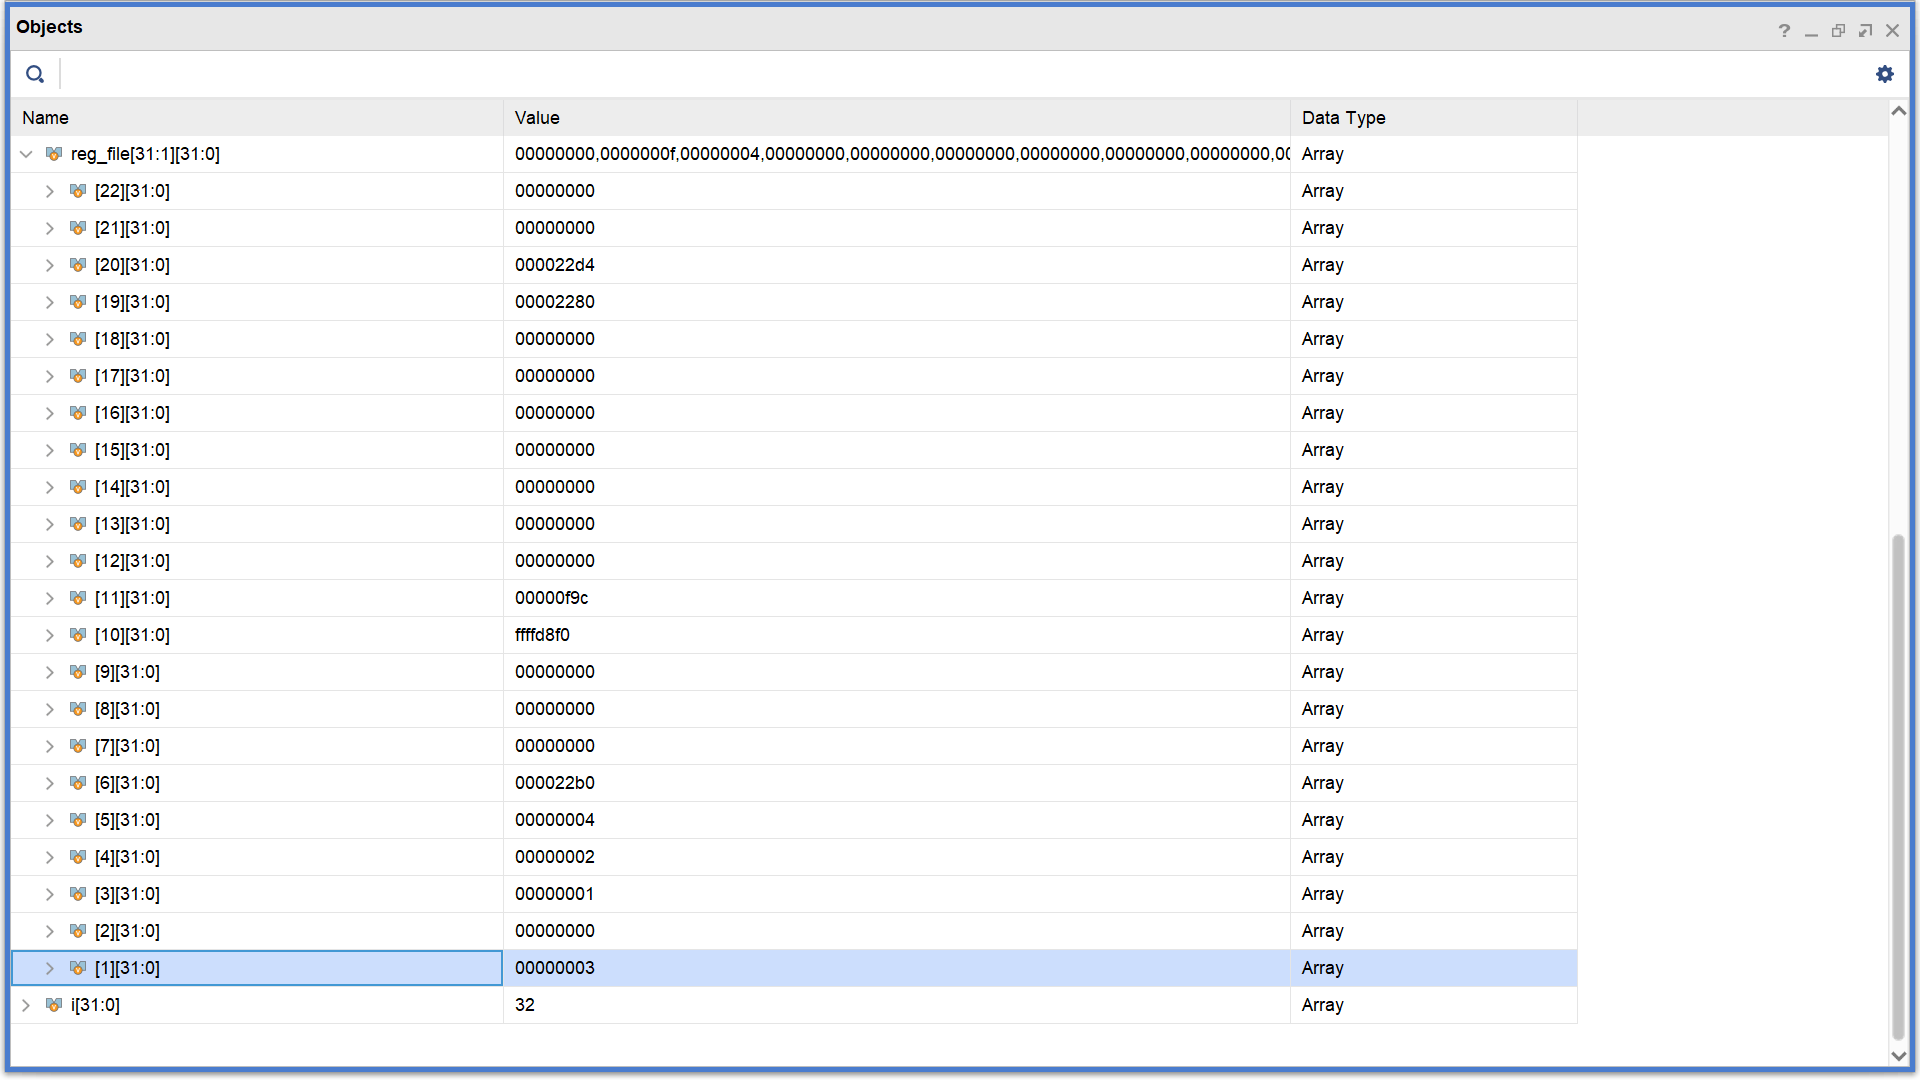 Objects
Name Value Data Type
reg_file[31:1][31:0] 00000000,0000000f,00000004,00000000,00000000,00000000,00000000,00000000,00000000,00 Array
[22][31:0] 00000000 Array
[21][31:0] 00000000 Array
[20][31:0] 000022d4 Array
[19][31:0] 00002280 Array
[18][31:0] 00000000 Array
[17][31:0] 00000000 Array
[16][31:0] 00000000 Array
[15][31:0] 00000000 Array
[14][31:0] 00000000 Array
[13][31:0] 00000000 Array
[12][31:0] 00000000 Array
[11][31:0] 00000f9c Array
[10][31:0] ffffd8f0 Array
[9][31:0] 00000000 Array
[8][31:0] 00000000 Array
[7][31:0] 00000000 Array
[6][31:0] 000022b0 Array
[5][31:0] 00000004 Array
[4][31:0] 00000002 Array
[3][31:0] 00000001 Array
[2][31:0] 00000000 Array
[1][31:0] 00000003 Array
i[31:0] 32 Array